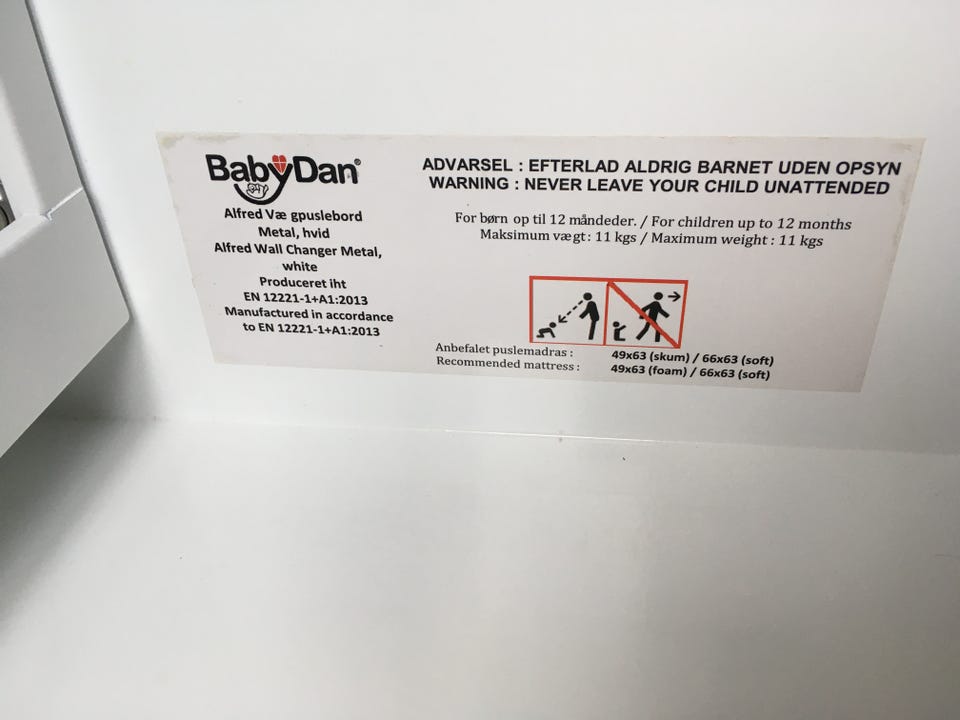 BabyDan®
Alfred Væ gpuslebord
Metal, hvid
Alfred Wall Changer Metal,
white
Produceret iht
EN 12221-1+A1:2013
Manufactured in accordance
to EN 12221-1+A1:2013
ADVARSEL : EFTERLAD ALDRIG BARNET UDEN OPSYN
WARNING : NEVER LEAVE YOUR CHILD UNATTENDED
For børn op til 12 måndeder. / For children up to 12 months
Maksimum vægt : 11 kgs / Maximum weight : 11 kgs
Anbefalet puslemadras : 49x63 (skum) / 66x63 (soft)
Recommended mattress : 49x63 (foam) / 66x63 (soft)